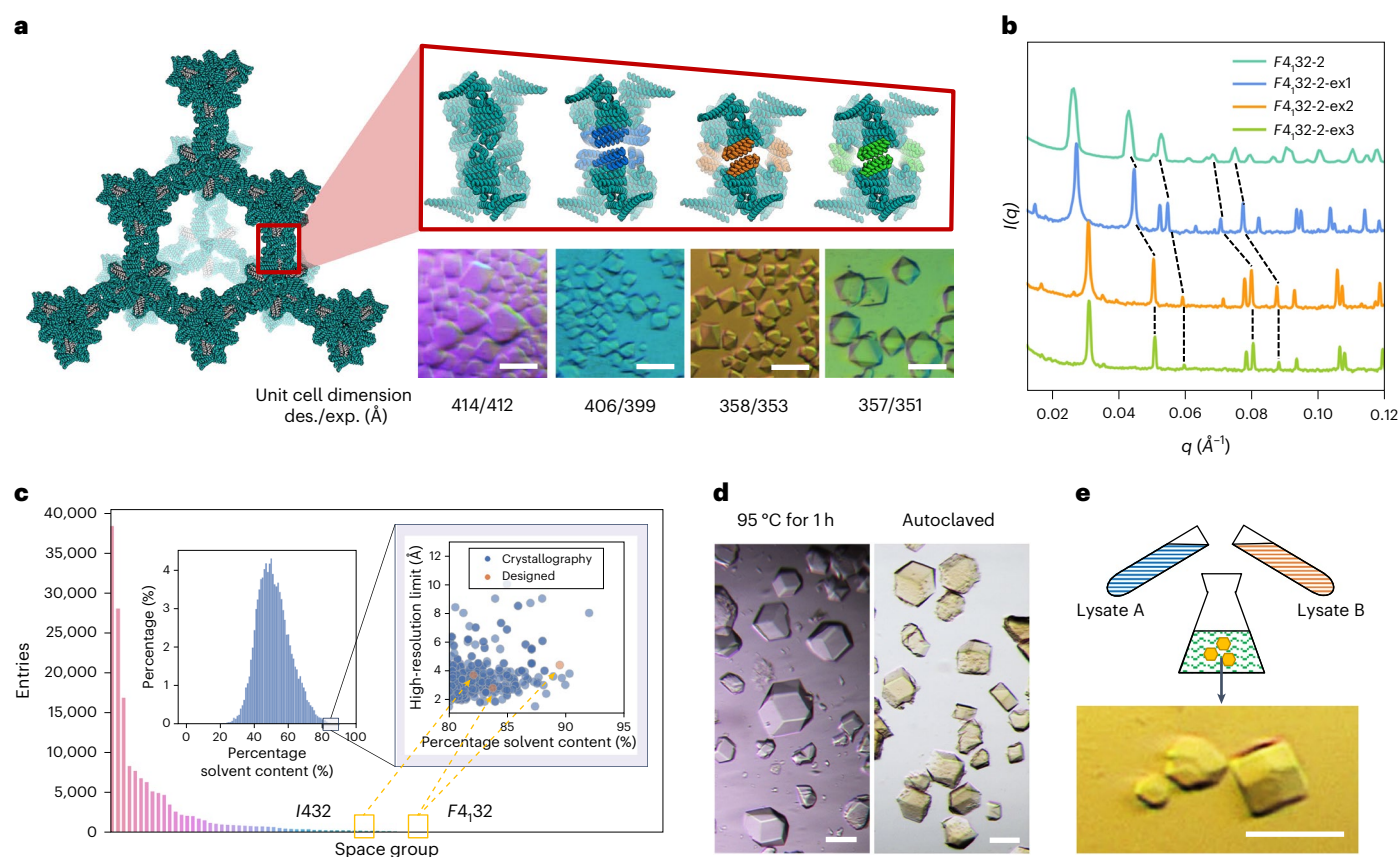 a
Unit cell dimension
des./exp. (Å)
414/412
406/399
358/353
357/351
b
F4₁32-2
F4₁32-2-ex1
F4₁32-2-ex2
F4₁32-2-ex3
I(q)
0.02
0.04
0.06
0.08
0.10
0.12
q (Å⁻¹)
c
40,000
35,000
30,000
25,000
20,000
15,000
10,000
5,000
0
Entries
4
3
2
1
0
Percentage (%)
0
20
40
60
80
100
Percentage
solvent content (%)
12
10
8
6
4
2
High-resolution limit (Å)
Crystallography
Designed
80
85
90
95
Percentage solvent content (%)
I432
F4₁32
Space group
d
95 °C for 1 h
Autoclaved
e
Lysate A
Lysate B